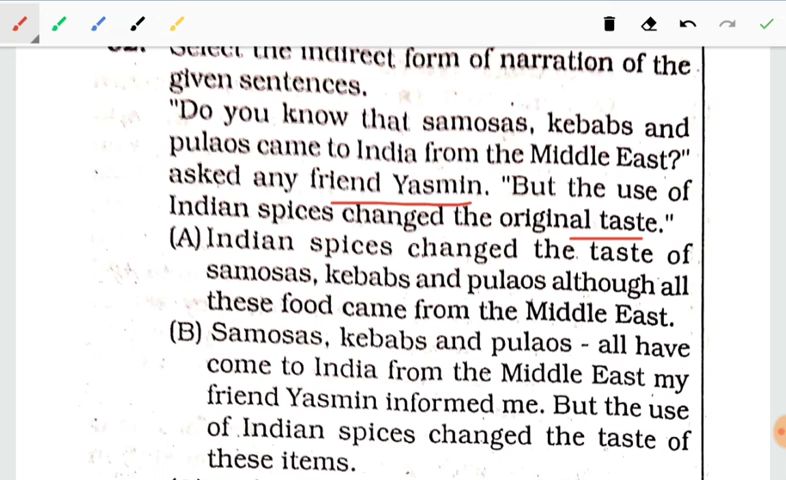 Select the indirect form of narration of the
given sentences.
"Do you know that samosas, kebabs and
pulaos came to India from the Middle East?"
asked any friend Yasmin. "But the use of
Indian spices changed the original taste."
(A) Indian spices changed the taste of
samosas, kebabs and pulaos although all
these food came from the Middle East.
(B) Samosas, kebabs and pulaos - all have
come to India from the Middle East my
friend Yasmin informed me. But the use
of Indian spices changed the taste of
these items.